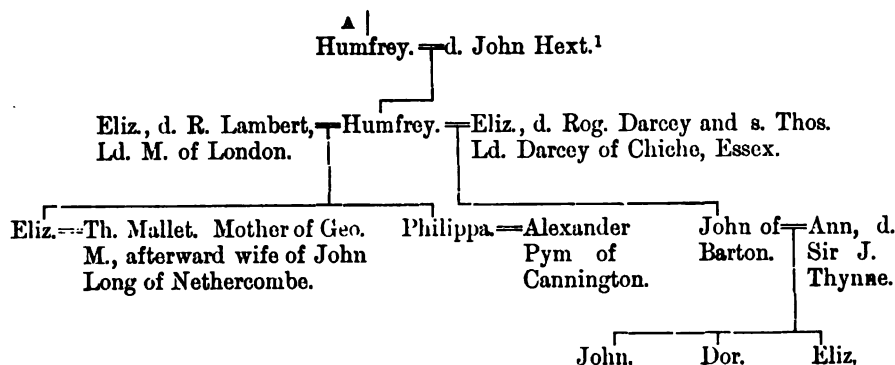 Humfrey. = d. John Hext.¹
Eliz., d. R. Lambert, = Humfrey. = Eliz., d. Rog. Darcey and s. Thos.
Ld. M. of London. Ld. Darcey of Chiche, Essex.
Eliz. = Th. Mallet. Mother of Geo. Philippa. = Alexander John of = Ann, d.
M., afterward wife of John Pym of Barton. Sir J.
Long of Nethercombe. Cannington. Thynne.
John. Dor. Eliz.